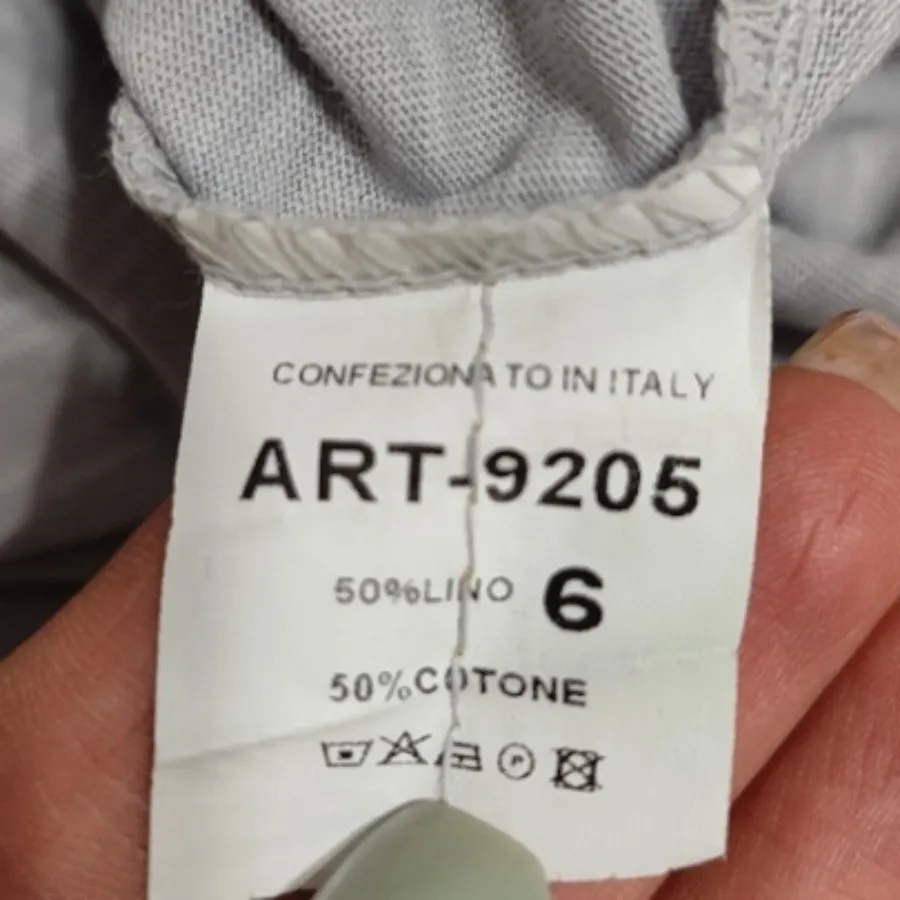 CONFEZIONATO IN ITALY
ART-9205
50%LINO 6
50%COTONE
P